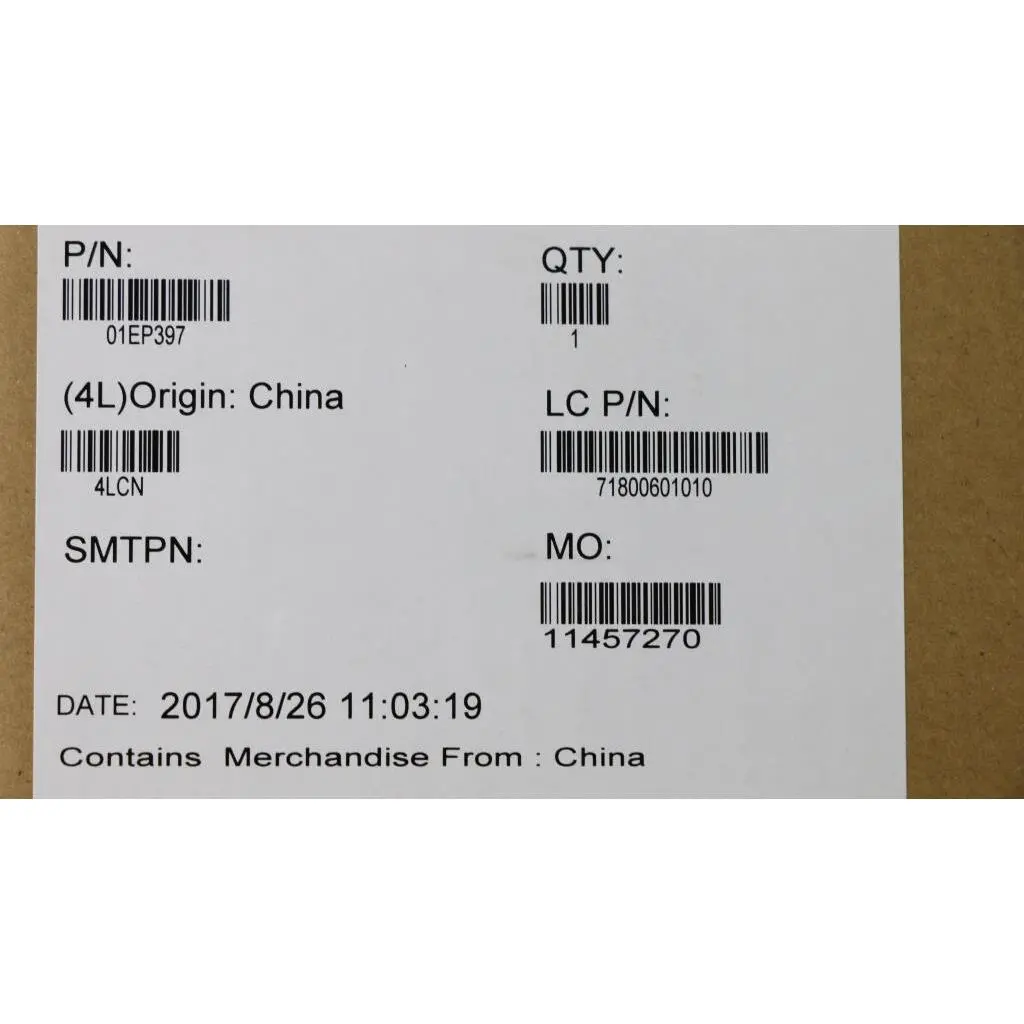 P/N:
01EP397
QTY:
1
(4L)Origin: China
4LCN
LC P/N:
71800601010
SMTPN:
MO:
11457270
DATE: 2017/8/26 11:03:19
Contains Merchandise From : China